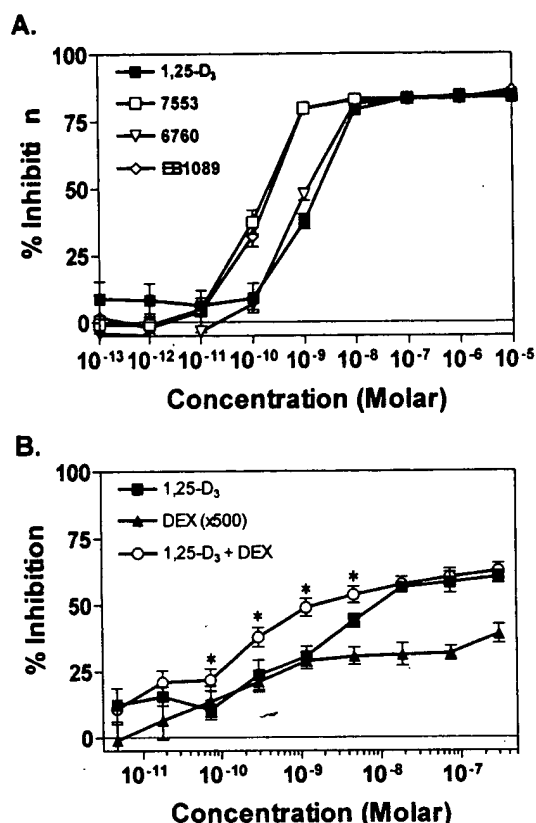 A.
100
75
50
25
0
% Inhibiti n
1,25-D₃
7553
6760
EB1089
10⁻¹³ 10⁻¹² 10⁻¹¹ 10⁻¹⁰ 10⁻⁹ 10⁻⁸ 10⁻⁷ 10⁻⁶ 10⁻⁵
Concentration (Molar)
B.
100
75
50
25
0
% Inhibition
1,25-D₃
DEX (x500)
1,25-D₃ + DEX
* * * *
10⁻¹¹ 10⁻¹⁰ 10⁻⁹ 10⁻⁸ 10⁻⁷
Concentration (Molar)